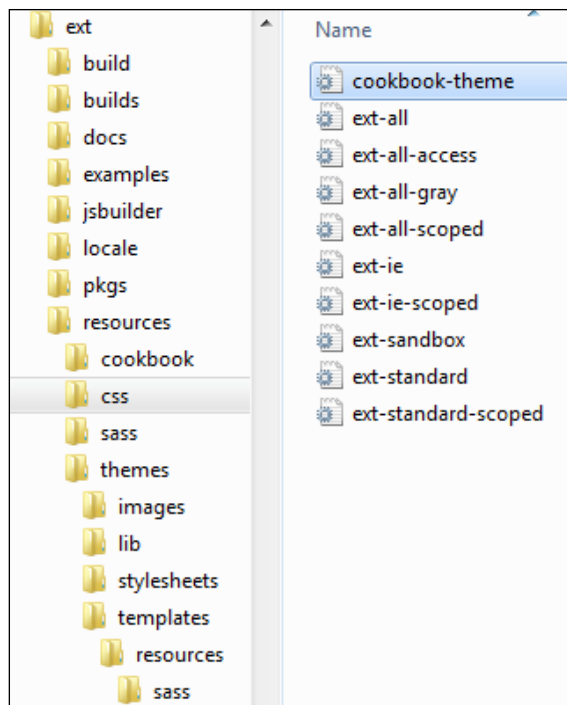 ext
build
builds
docs
examples
jsbuilder
locale
pkgs
resources
cookbook
css
sass
themes
images
lib
stylesheets
templates
resources
sass
Name
cookbook-theme
ext-all
ext-all-access
ext-all-gray
ext-all-scoped
ext-ie
ext-ie-scoped
ext-sandbox
ext-standard
ext-standard-scoped